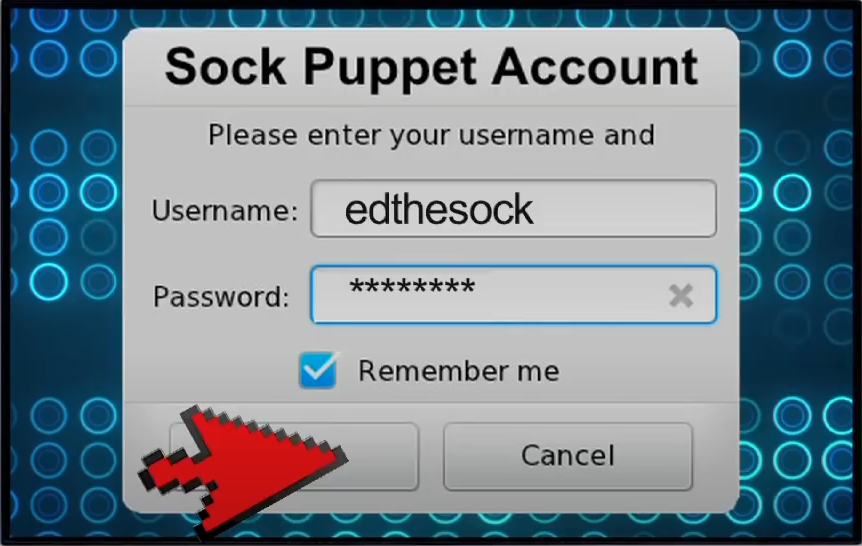 Sock Puppet Account
Please enter your username and
Username: edthesock
Password: ********
Remember me
Cancel